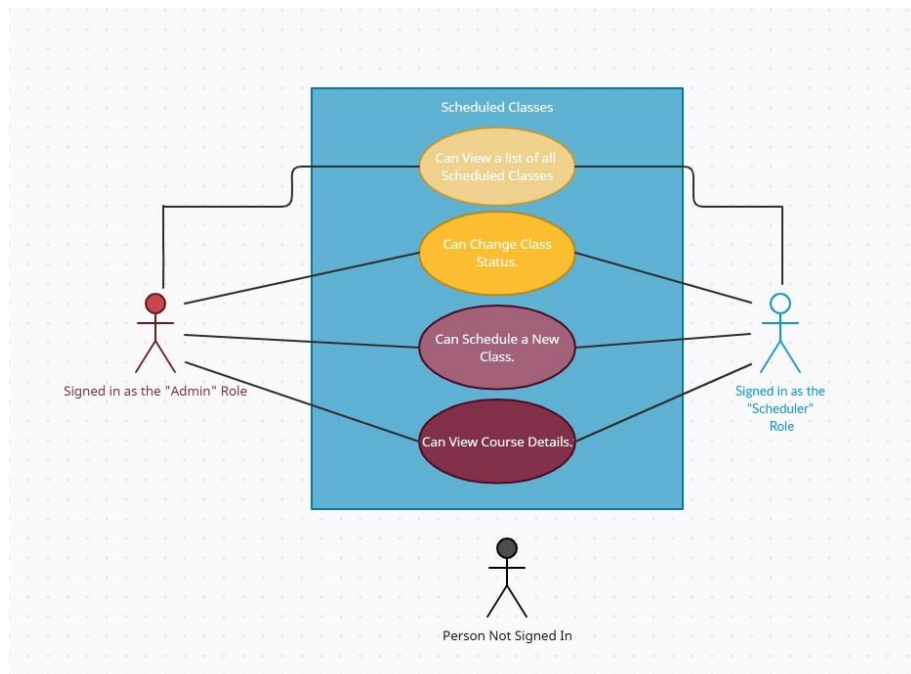 Scheduled Classes
Can View a list of all
Scheduled Classes
Can Change Class
Status.
Can Schedule a New
Class.
Can View Course Details.
Signed in as the "Admin" Role
Signed in as the
"Scheduler"
Role
Person Not Signed In